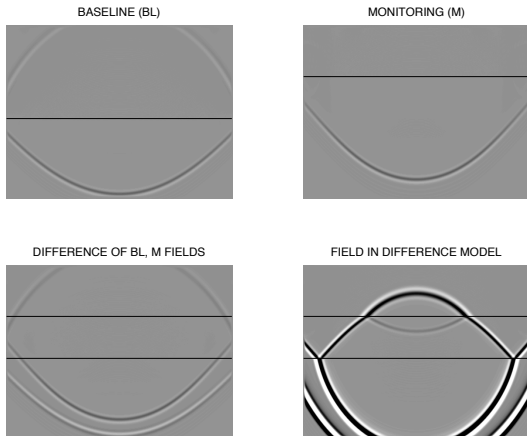 BASELINE (BL)
MONITORING (M)
DIFFERENCE OF BL, M FIELDS
FIELD IN DIFFERENCE MODEL